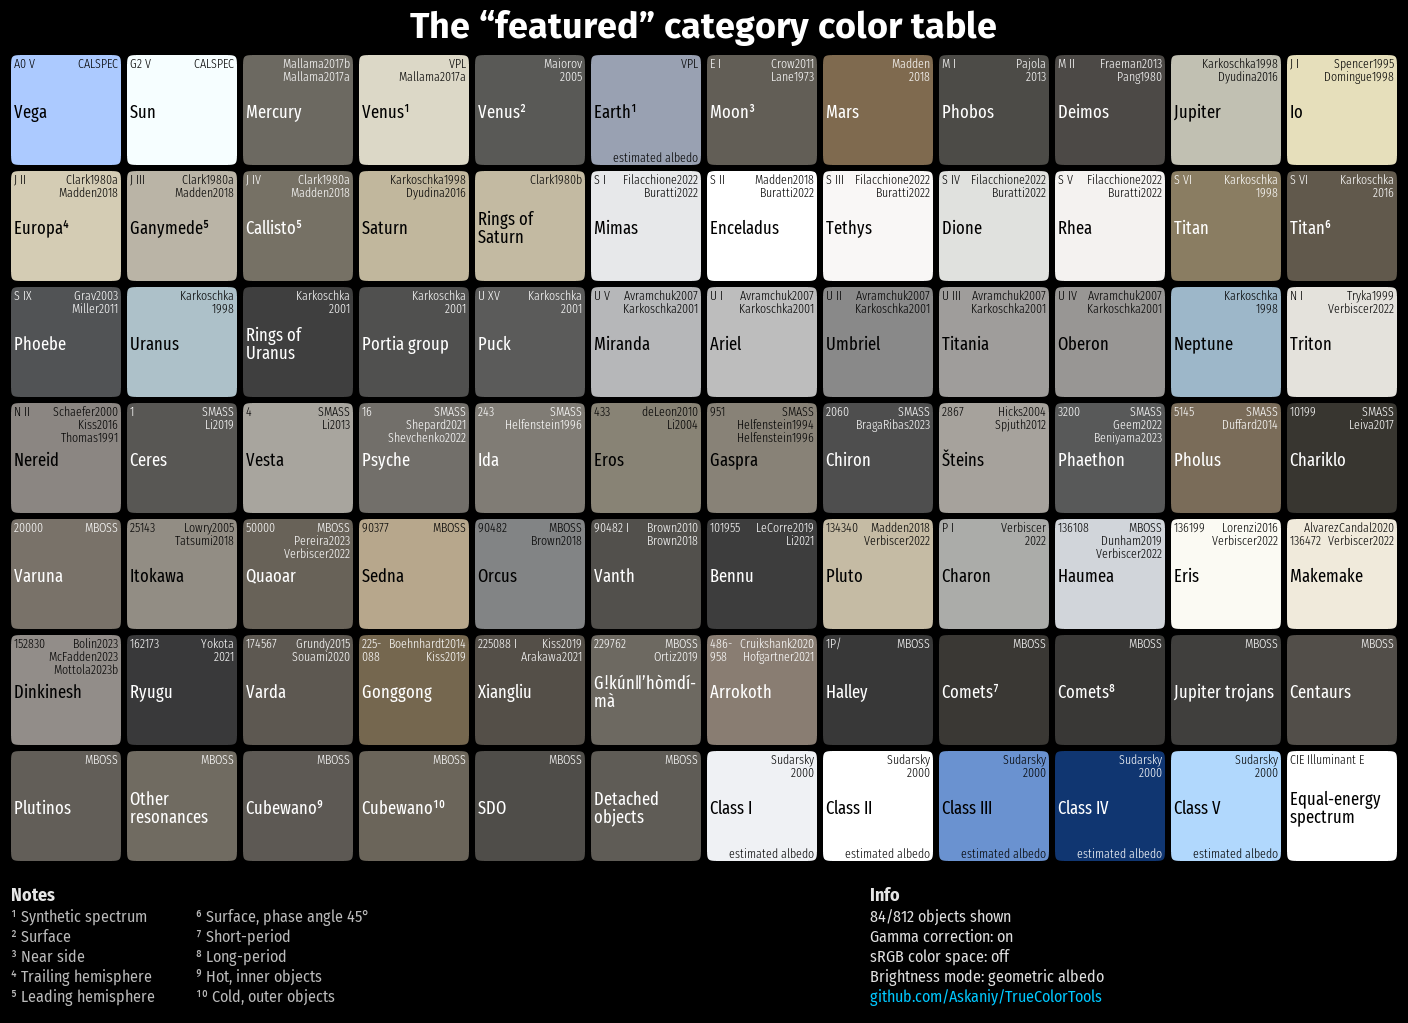 The “featured” category color table
A0 V CALSPEC
Vega
G2 V CALSPEC
Sun
Mallama2017b
Mallama2017a
Mercury
VPL
Mallama2017a
Venus¹
Maiorov
2005
Venus²
VPL
Earth¹
estimated albedo
E I Crow2011
Lane1973
Moon³
Madden
2018
Mars
M I Pajola
2013
Phobos
M II Fraeman2013
Pang1980
Deimos
Karkoschka1998
Dyudina2016
Jupiter
J I Spencer1995
Domingue1998
Io
J II Clark1980a
Madden2018
Europa⁴
J III Clark1980a
Madden2018
Ganymede⁵
J IV Clark1980a
Madden2018
Callisto⁵
Karkoschka1998
Dyudina2016
Saturn
Clark1980b
Rings of
Saturn
S I Filacchione2022
Buratti2022
Mimas
S II Madden2018
Buratti2022
Enceladus
S III Filacchione2022
Buratti2022
Tethys
S IV Filacchione2022
Buratti2022
Dione
S V Filacchione2022
Buratti2022
Rhea
S VI Karkoschka
1998
Titan
S VI Karkoschka
2016
Titan⁶
S IX Grav2003
Miller2011
Phoebe
Karkoschka
1998
Uranus
Karkoschka
2001
Rings of
Uranus
Karkoschka
2001
Portia group
U XV Karkoschka
2001
Puck
U V Avramchuk2007
Karkoschka2001
Miranda
U I Avramchuk2007
Karkoschka2001
Ariel
U II Avramchuk2007
Karkoschka2001
Umbriel
U III Avramchuk2007
Karkoschka2001
Titania
U IV Avramchuk2007
Karkoschka2001
Oberon
Karkoschka
1998
Neptune
N I Tryka1999
Verbiscer2022
Triton
N II Schaefer2000
Kiss2016
Thomas1991
Nereid
1 SMASS
Li2019
Ceres
4 SMASS
Li2013
Vesta
16 SMASS
Shepard2021
Shevchenko2022
Psyche
243 SMASS
Helfenstein1996
Ida
433 deLeon2010
Li2004
Eros
951 SMASS
Helfenstein1994
Helfenstein1996
Gaspra
2060 SMASS
BragaRibas2023
Chiron
2867 Hicks2004
Spjuth2012
Šteins
3200 SMASS
Geem2022
Beniyama2023
Phaethon
5145 SMASS
Duffard2014
Pholus
10199 SMASS
Leiva2017
Chariklo
20000 MBOSS
Varuna
25143 Lowry2005
Tatsumi2018
Itokawa
50000 MBOSS
Pereira2023
Verbiscer2022
Quaoar
90377 MBOSS
Sedna
90482 MBOSS
Brown2018
Orcus
90482 I Brown2010
Brown2018
Vanth
101955 LeCorre2019
Li2021
Bennu
134340 Madden2018
Verbiscer2022
Pluto
P I Verbiscer
2022
Charon
136108 MBOSS
Dunham2019
Verbiscer2022
Haumea
136199 Lorenzi2016
Verbiscer2022
Eris
AlvarezCandal2020
136472 Verbiscer2022
Makemake
152830 Bolin2023
McFadden2023
Mottola2023b
Dinkinesh
162173 Yokota
2021
Ryugu
174567 Grundy2015
Souami2020
Varda
225- Boehnhardt2014
088 Kiss2019
Gonggong
225088 I Kiss2019
Arakawa2021
Xiangliu
229762 MBOSS
Ortiz2019
Gǃkúnǁʼhòmdí-
mà
486- Cruikshank2020
958 Hofgartner2021
Arrokoth
1P/ MBOSS
Halley
MBOSS
Comets⁷
MBOSS
Comets⁸
MBOSS
Jupiter trojans
MBOSS
Centaurs
MBOSS
Plutinos
MBOSS
Other
resonances
MBOSS
Cubewano⁹
MBOSS
Cubewano¹⁰
MBOSS
SDO
MBOSS
Detached
objects
Sudarsky
2000
Class I
estimated albedo
Sudarsky
2000
Class II
estimated albedo
Sudarsky
2000
Class III
estimated albedo
Sudarsky
2000
Class IV
estimated albedo
Sudarsky
2000
Class V
estimated albedo
CIE Illuminant E
Equal-energy
spectrum
Notes
¹ Synthetic spectrum
² Surface
³ Near side
⁴ Trailing hemisphere
⁵ Leading hemisphere
⁶ Surface, phase angle 45°
⁷ Short-period
⁸ Long-period
⁹ Hot, inner objects
¹⁰ Cold, outer objects
Info
84/812 objects shown
Gamma correction: on
sRGB color space: off
Brightness mode: geometric albedo
github.com/Askaniy/TrueColorTools